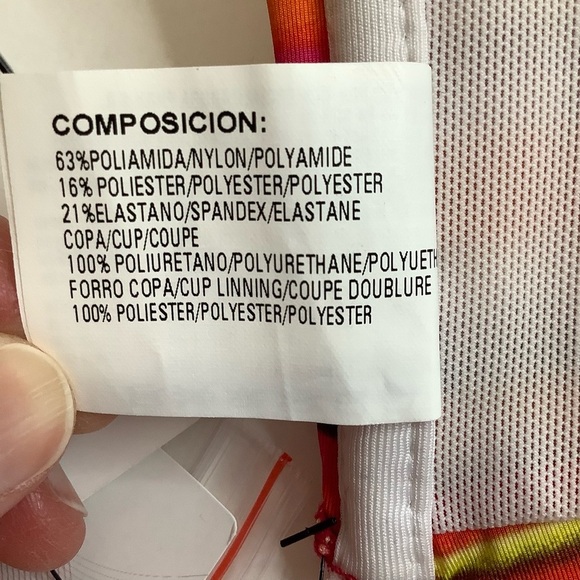 COMPOSICION:
63%POLIAMIDA/NYLON/POLYAMIDE
16% POLIESTER/POLYESTER/POLYESTER
21%ELASTANO/SPANDEX/ELASTANE
COPA/CUP/COUPE
100% POLIURETANO/POLYURETHANE/POLYUETH
FORRO COPA/CUP LINNING/COUPE DOUBLURE
100% POLIESTER/POLYESTER/POLYESTER